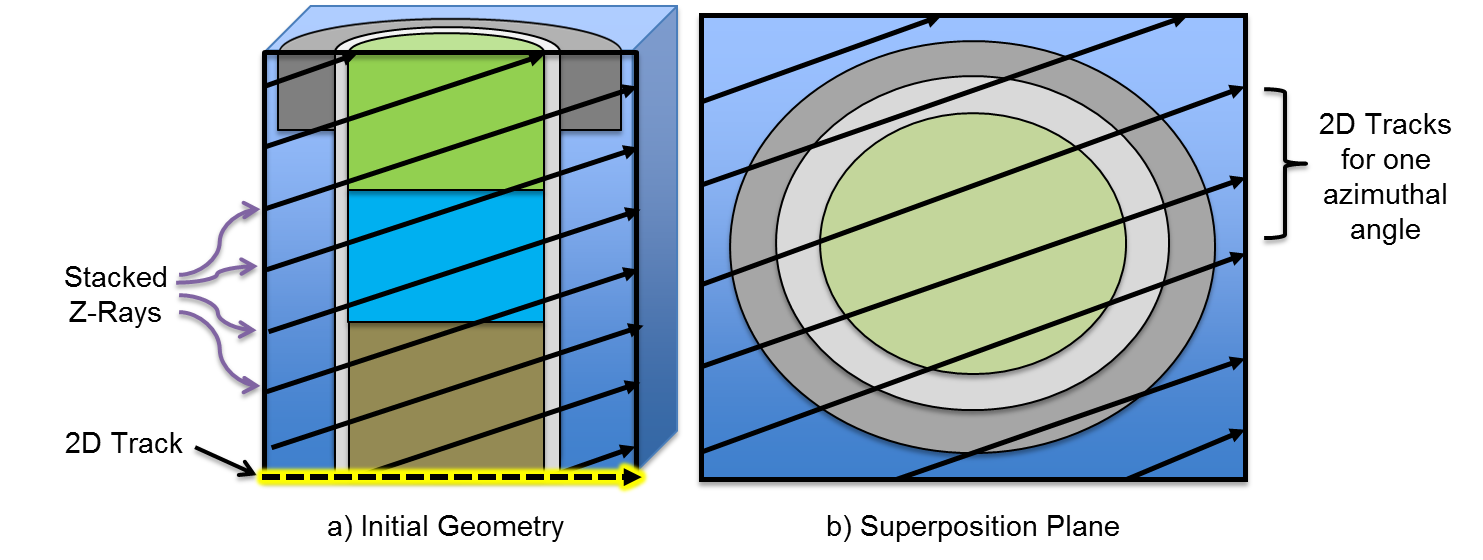 Stacked
Z-Rays
2D Track
2D Tracks
for one
azimuthal
angle
a) Initial Geometry
b) Superposition Plane